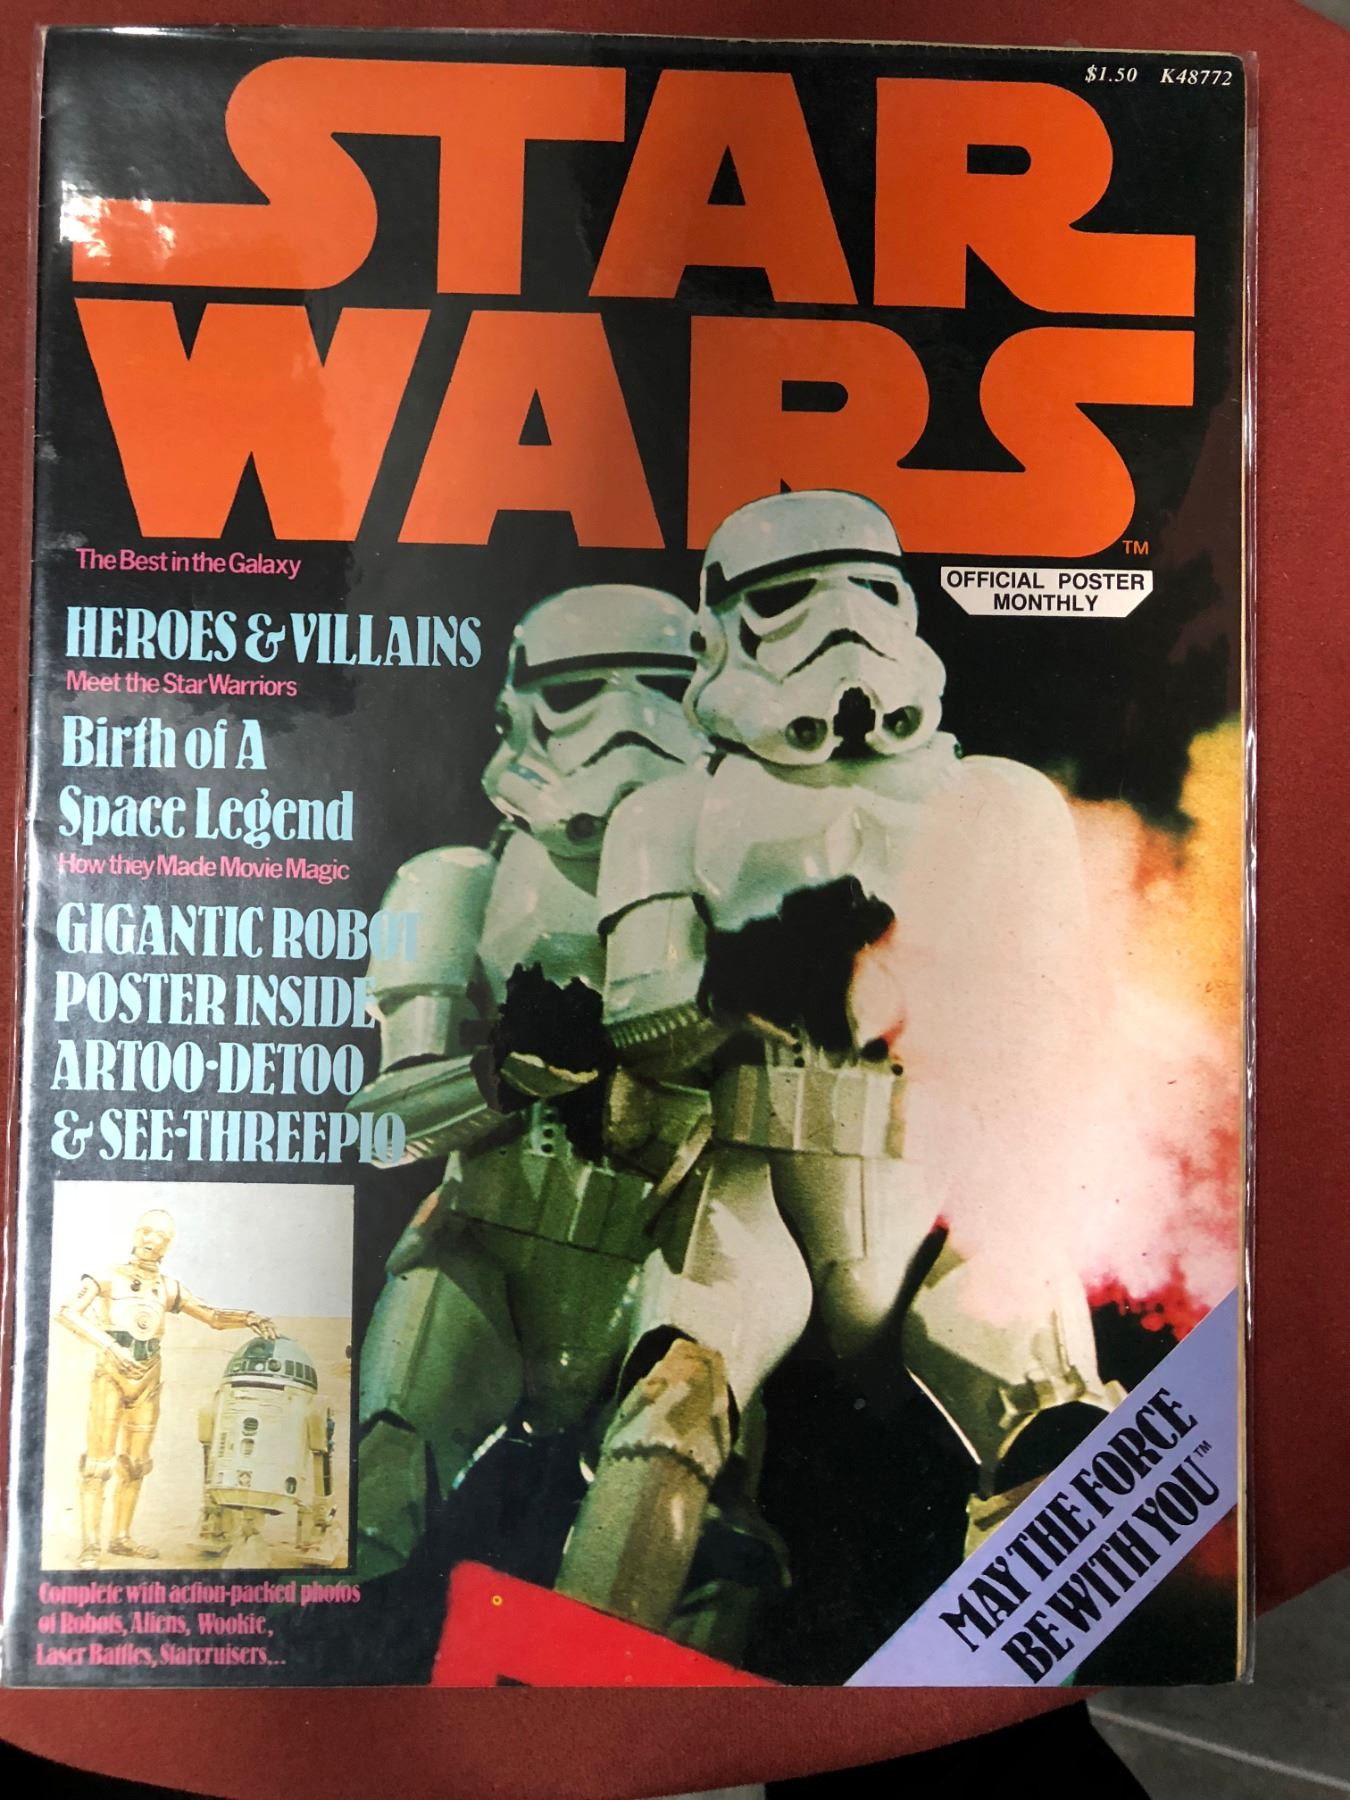 $1.50 K48772
STAR
WARS
TM
OFFICIAL POSTER
MONTHLY
The Best in the Galaxy
HEROES & VILLAINS
Meet the Star Warriors
Birth of A
Space Legend
How they Made Movie Magic
GIGANTIC ROBOT
POSTER INSIDE
ARTOO-DETOO
& SEE-THREEPIO
Complete with action-packed photos
of Robots, Aliens, Wookie,
Laser Battles, Starcruisers,...
MAY THE FORCE
BE WITH YOU TM